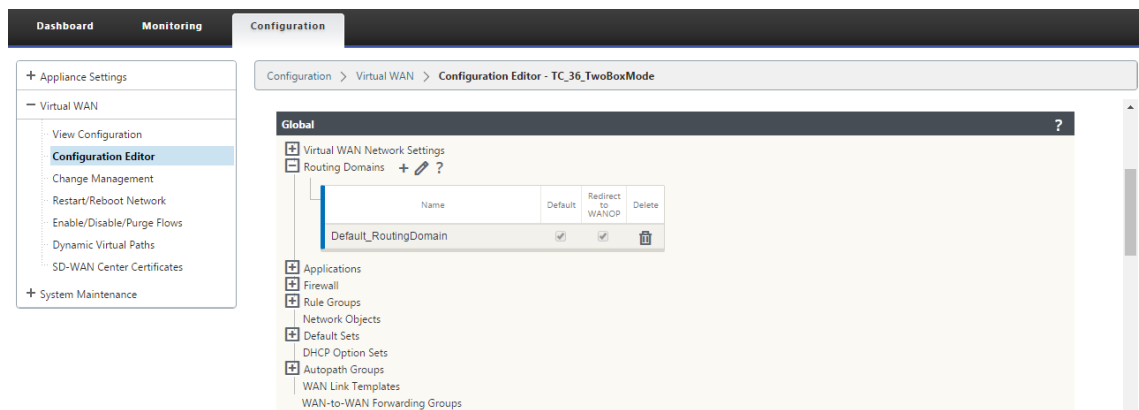 Dashboard Monitoring Configuration
+ Appliance Settings
− Virtual WAN
View Configuration
Configuration Editor
Change Management
Restart/Reboot Network
Enable/Disable/Purge Flows
Dynamic Virtual Paths
SD-WAN Center Certificates
+ System Maintenance
Configuration > Virtual WAN > Configuration Editor - TC_36_TwoBoxMode
Global ?
+ Virtual WAN Network Settings
− Routing Domains + ?
Name Default Redirect to WANOP Delete
Default_RoutingDomain
+ Applications
+ Firewall
+ Rule Groups
Network Objects
+ Default Sets
DHCP Option Sets
+ Autopath Groups
WAN Link Templates
WAN-to-WAN Forwarding Groups